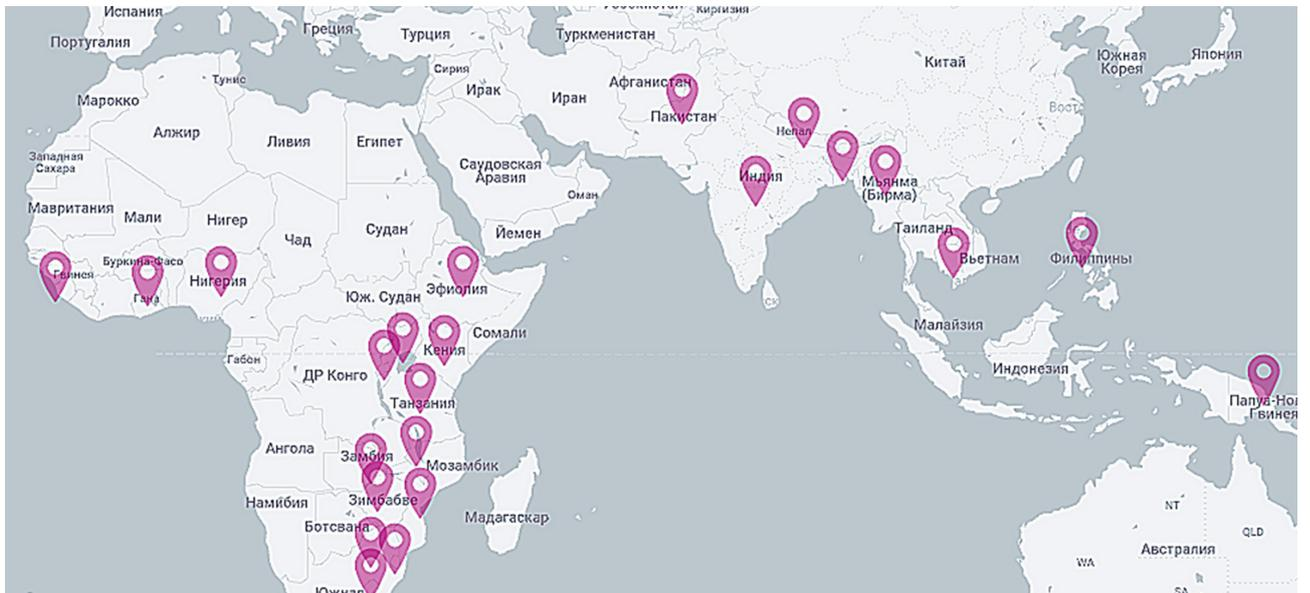 Испания
Португалия
Греция
Турция
Туркменистан
Киргизия
Тунис
Сирия
Ирак
Иран
Афганистан
Пакистан
Китай
Южная
Корея
Япония
Марокко
Алжир
Ливия
Египет
Западная
Сахара
Саудовская
Аравия
Оман
Непал
Индия
Мьянма
(Бирма)
Вост
Мавритания
Мали
Нигер
Чад
Судан
Йемен
Таиланд
Вьетнам
Филиппины
Гвинея
Буркина-Фасо
Гана
Нигерия
Эфиопия
Юж. Судан
Сомали
Кения
Габон
ДР Конго
Танзания
Малайзия
Индонезия
Папуа-Но
Гвинея
Ангола
Замбия
Мозамбик
Намибия
Зимбабве
Ботсвана
Мадагаскар
Южная
NT
QLD
WA
Австралия
SA